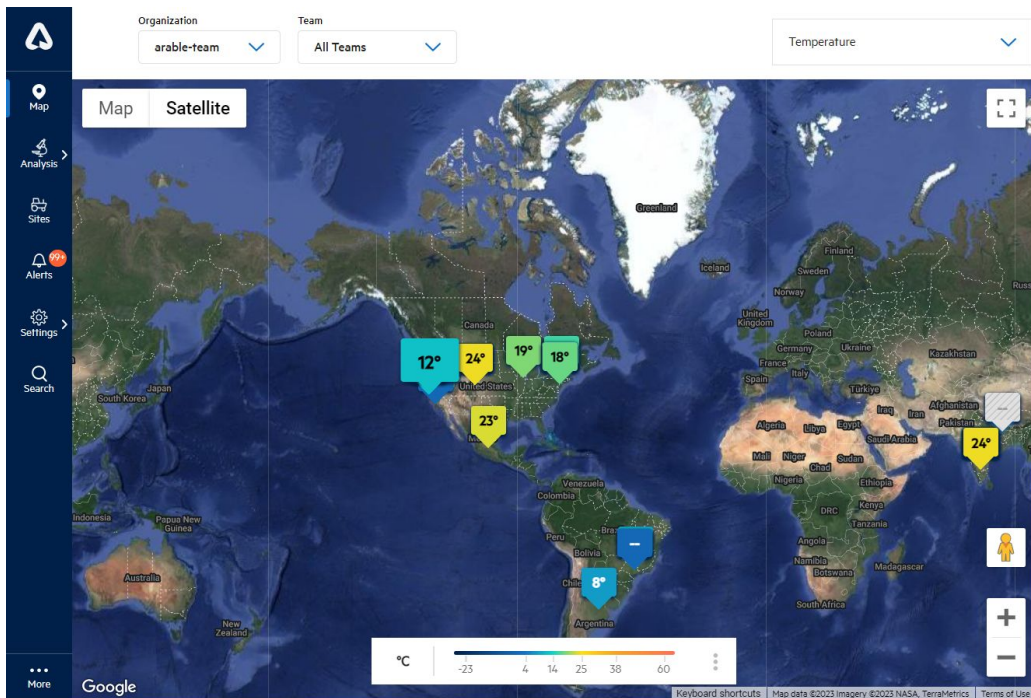 Organization
arable-team
Team
All Teams
Temperature
Map
Analysis
Sites
99+
Alerts
Settings
Search
More
Map
Satellite
Greenland
Iceland
Finland
Sweden
Norway
Russ
Canada
United Kingdom
Poland
Germany
Ukraine
France
Italy
Spain
Türkiye
Kazakhstan
Japan
South Korea
United States
12°
24°
19°
18°
23°
Iraq
Iran
Afghanistan
Pakistan
–
24°
Algeria
Libya
Egypt
Saudi Arabia
Mali
Niger
Chad
Sudan
Nigeria
Ethiopia
Venezuela
Colombia
DRC
Kenya
Tanzania
Indonesia
Papua New Guinea
Peru
Braz
–
Bolivia
Angola
Namibia
Botswana
Madagascar
Australia
Chile
8°
South Africa
New Zealand
Argentina
°C
-23
4
14
25
38
60
+
−
Google
Keyboard shortcuts
Map data ©2023 Imagery ©2023 NASA, TerraMetrics
Terms of Use